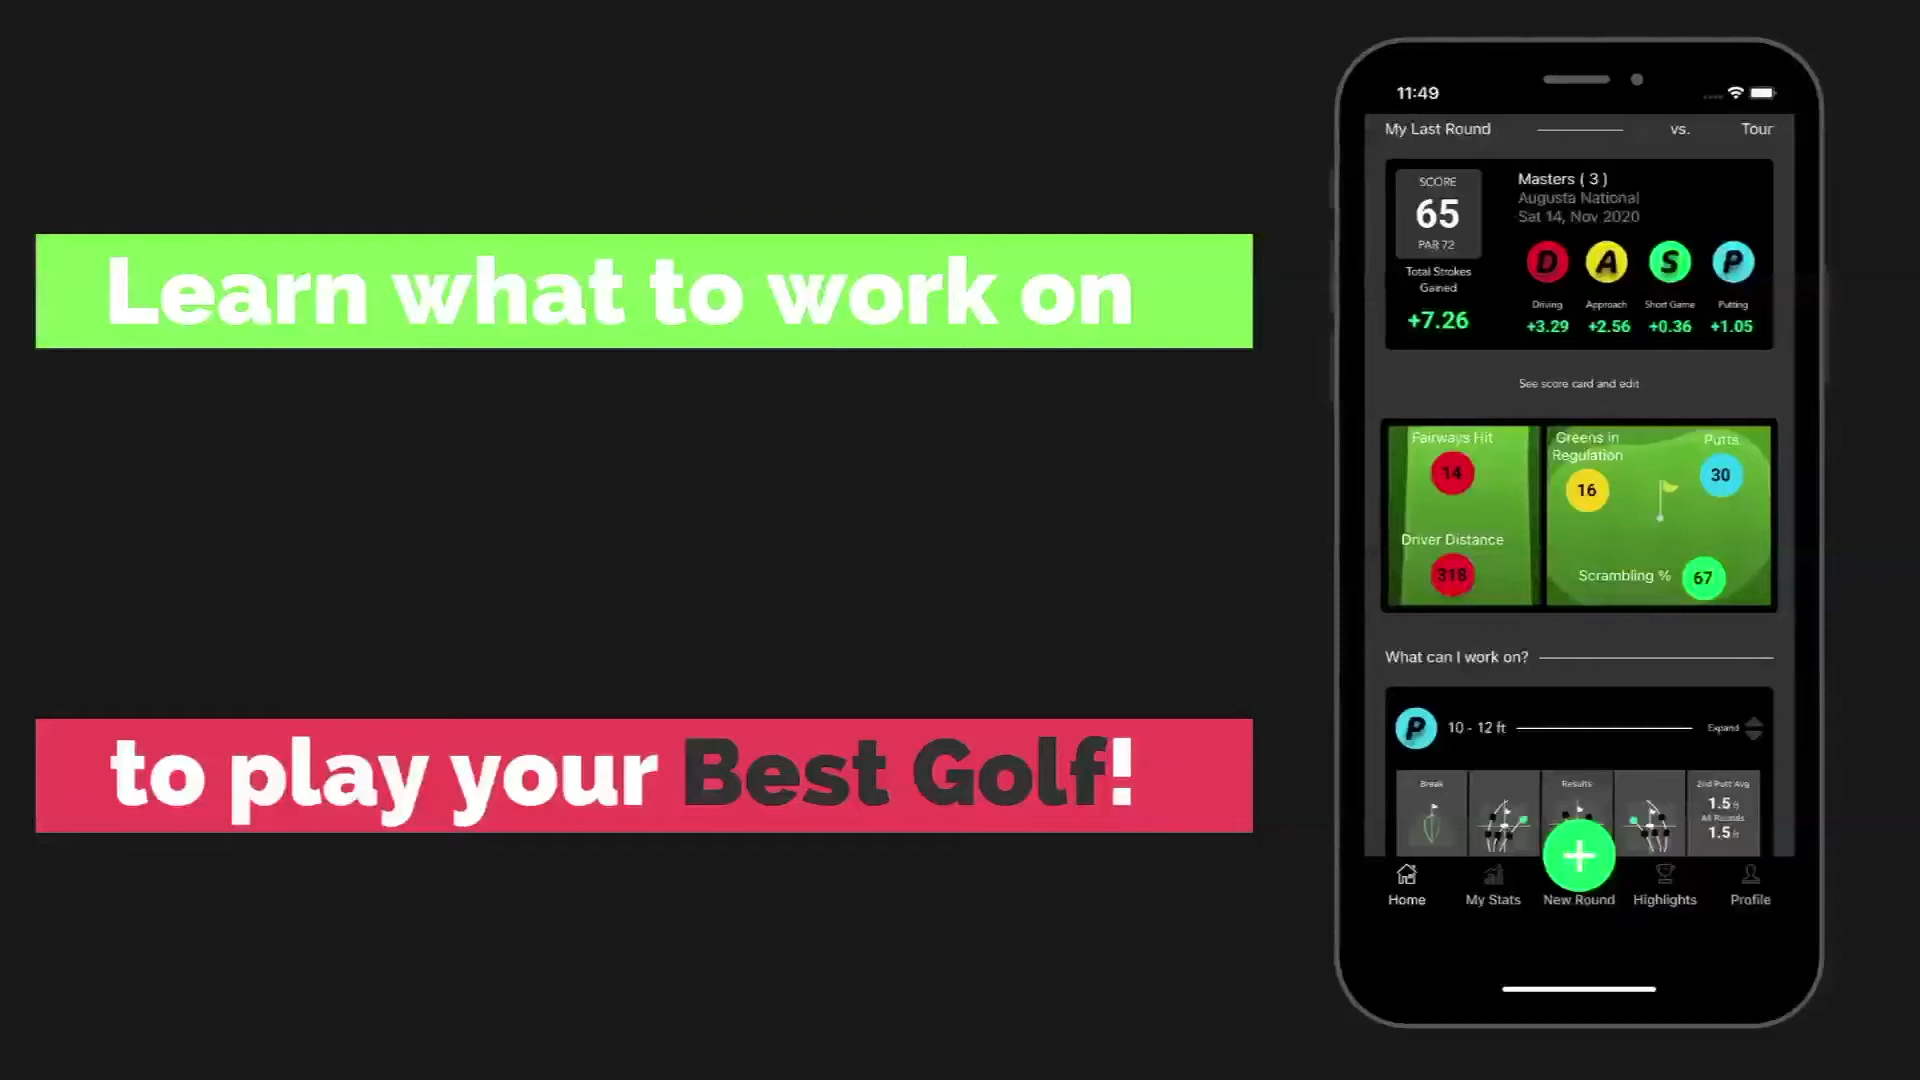 Learn what to work on
to play your Best Golf!
11:49
My Last Round vs. Tour
SCORE
65
PAR 72
Total Strokes
Gained
+7.26
Masters ( 3 )
Augusta National
Sat 14, Nov 2020
D A S P
Driving Approach Short Game Putting
+3.29 +2.56 +0.36 +1.05
See score card and edit
Fairways Hit
14
Driver Distance
318
Greens in
Regulation
16
Putts
30
Scrambling % 67
What can I work on?
P 10 - 12 ft Expand
Break
Results
2nd Putt Avg
1.5 ft
All Rounds
1.5 ft
Home My Stats New Round Highlights Profile